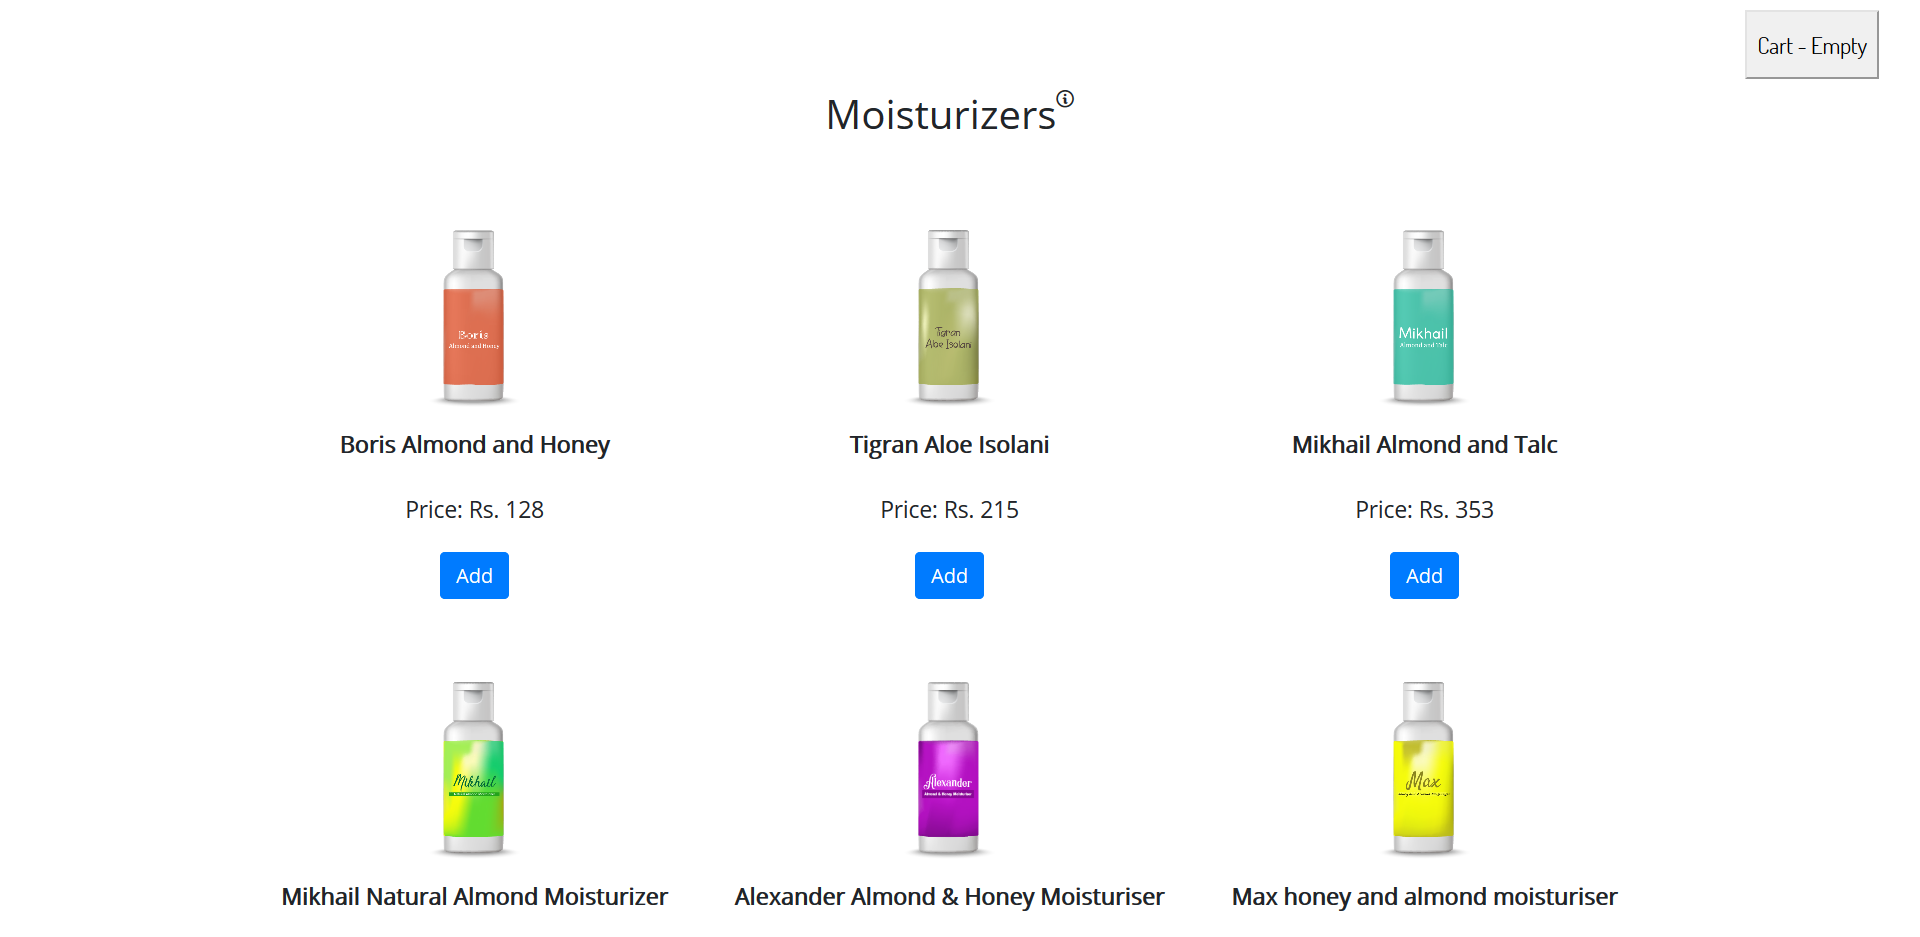 Cart - Empty
Moisturizers
Boris
Almond and Honey
Tigran
Aloe Isolani
Mikhail
Almond and Talc
Boris Almond and Honey
Tigran Aloe Isolani
Mikhail Almond and Talc
Price: Rs. 128
Price: Rs. 215
Price: Rs. 353
Add
Add
Add
Mikhail
Alexander
Almond & Honey Moisturiser
Max
Mikhail Natural Almond Moisturizer
Alexander Almond & Honey Moisturiser
Max honey and almond moisturiser